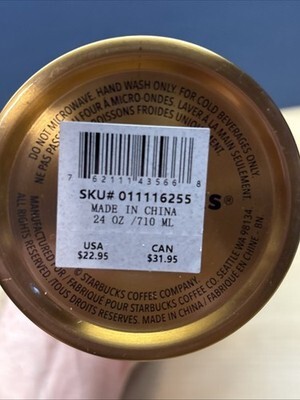 DO NOT MICROWAVE. HAND WASH ONLY. FOR COLD BEVERAGES ONLY.
NE PAS PAS FOUR À MICRO-ONDES. LAVER À LA MAIN SEULEMENT.
BOISSONS FROIDES UNIQUEMENT.
7 62111 43566 8
SKU# 011116255
S®
MADE IN CHINA
24 OZ /710 ML
USA CAN
$22.95 $31.95
© STARBUCKS COFFEE COMPANY.
ALL RIGHTS RESERVED. /TOUS DROITS RÉSERVÉS.
MANUFACTURED FOR / FABRIQUÉ POUR STARBUCKS COFFEE CO. SEATTLE, WA 98134
MADE IN CHINA / FABRIQUÉ EN CHINE. BN.